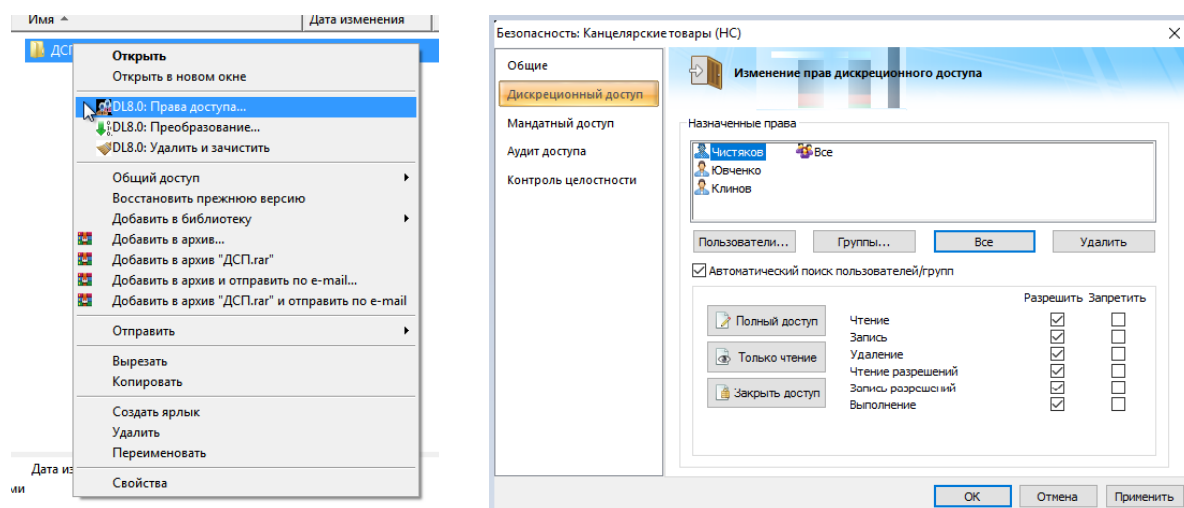 Имя
Дата изменения
ДСП
Открыть
Открыть в новом окне
DL8.0: Права доступа...
DL8.0: Преобразование...
DL8.0: Удалить и зачистить
Общий доступ
Восстановить прежнюю версию
Добавить в библиотеку
Добавить в архив...
Добавить в архив "ДСП.rar"
Добавить в архив и отправить по e-mail...
Добавить в архив "ДСП.rar" и отправить по e-mail
Отправить
Вырезать
Копировать
Создать ярлык
Удалить
Переименовать
Свойства
Дата из
ми
Безопасность: Канцелярские товары (НС)
Общие
Дискреционный доступ
Мандатный доступ
Аудит доступа
Контроль целостности
Изменение прав дискреционного доступа
Назначенные права
Чистяков Все
Ювченко
Клинов
Пользователи... Группы... Все Удалить
Автоматический поиск пользователей/групп
Разрешить Запретить
Полный доступ
Только чтение
Закрыть доступ
Чтение
Запись
Удаление
Чтение разрешений
Запись разрешений
Выполнение
ОК Отмена Применить